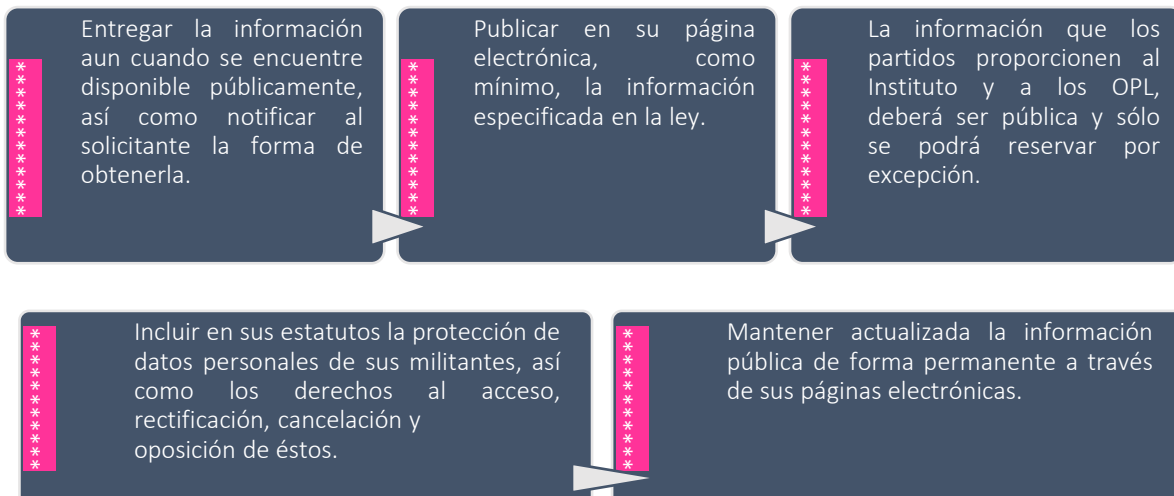 Entregar la información
aun cuando se encuentre
disponible públicamente,
así como notificar al
solicitante la forma de
obtenerla.
Publicar en su página
electrónica, como
mínimo, la información
especificada en la ley.
La información que los
partidos proporcionen al
Instituto y a los OPL,
deberá ser pública y sólo
se podrá reservar por
excepción.
Incluir en sus estatutos la protección de
datos personales de sus militantes, así
como los derechos al acceso,
rectificación, cancelación y
oposición de éstos.
Mantener actualizada la información
pública de forma permanente a través
de sus páginas electrónicas.